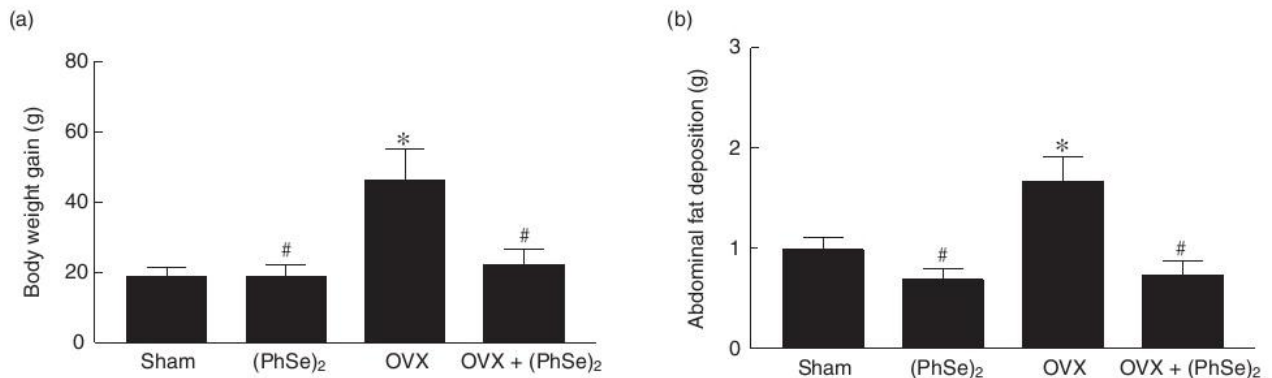 (a)
Body weight gain (g)
80
60
40
20
0
*
#
#
Sham
(PhSe)₂
OVX
OVX + (PhSe)₂
(b)
Abdominal fat deposition (g)
3
2
1
0
*
#
#
Sham
(PhSe)₂
OVX
OVX + (PhSe)₂